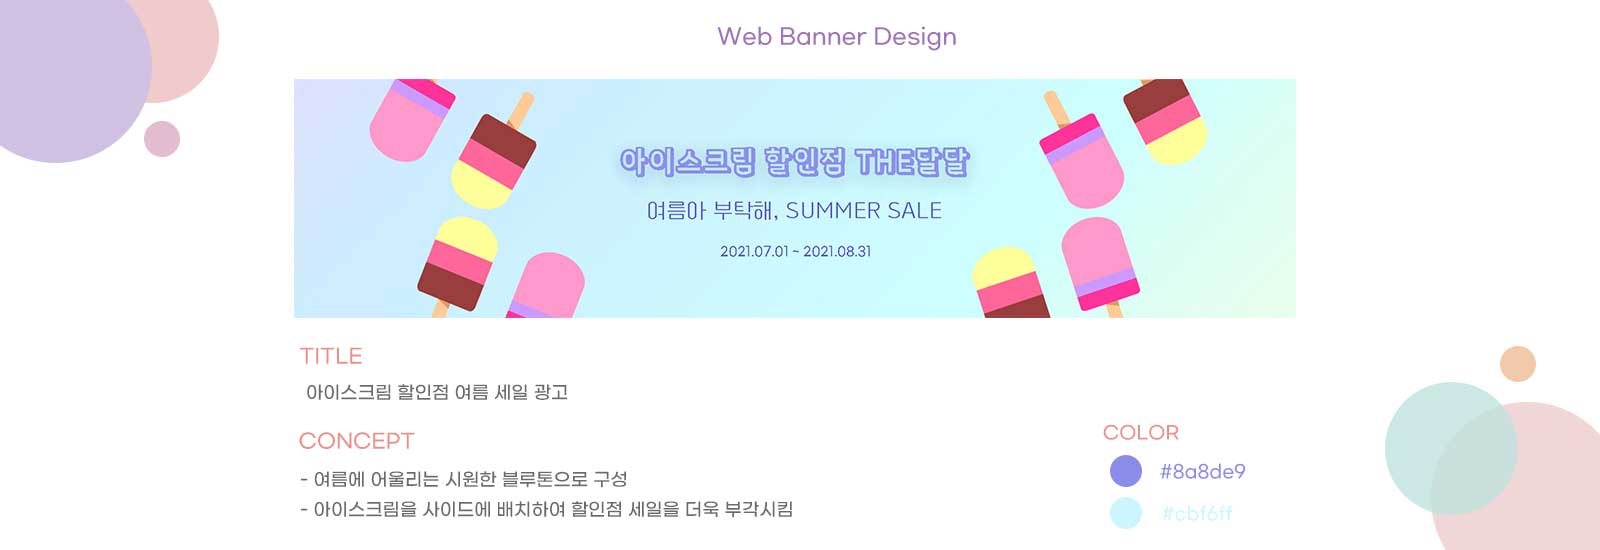 Web Banner Design
아이스크림 할인점 THE달달
여름아 부탁해, SUMMER SALE
2021.07.01 ~ 2021.08.31
TITLE
아이스크림 할인점 여름 세일 광고
CONCEPT
- 여름에 어울리는 시원한 블루톤으로 구성
- 아이스크림을 사이드에 배치하여 할인점 세일을 더욱 부각시킴
COLOR
#8a8de9
#cbf6ff